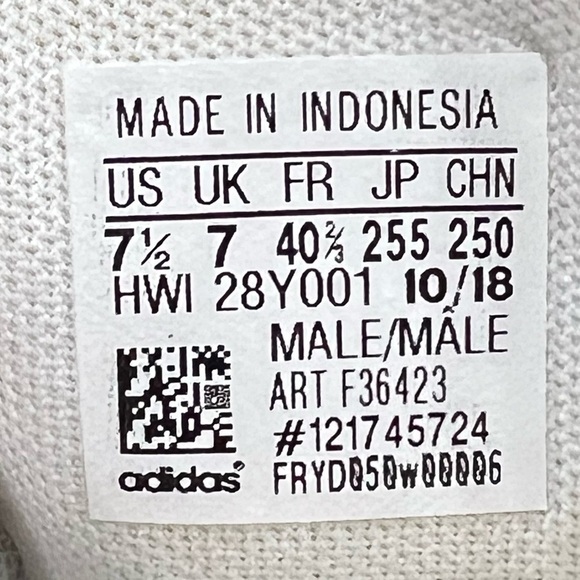 MADE IN INDONESIA
US UK FR JP CHN
7½ 7 40⅔ 255 250
HWI 28Y001 10/18
MALE/MÂLE
ART F36423
#121745724
adidas FRYD050w00006